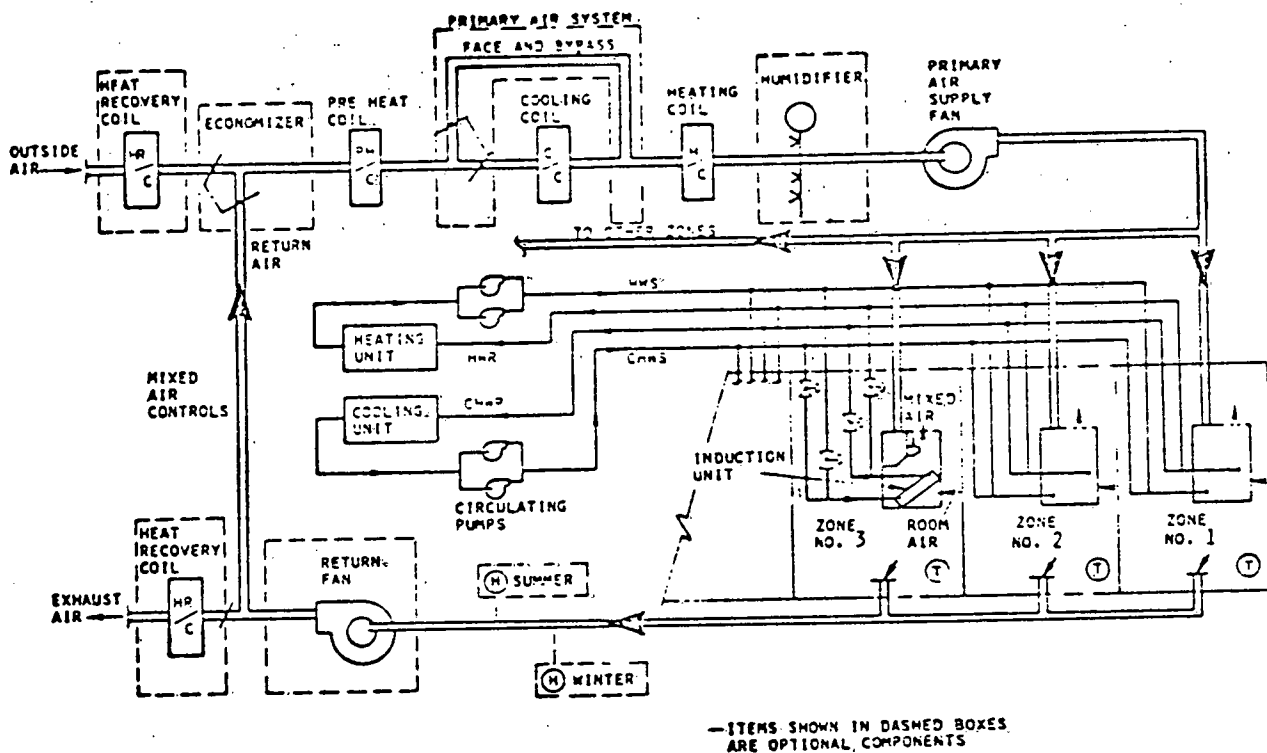 PRIMARY AIR SYSTEM
FACE AND BYPASS
HEAT
RECOVERY
COIL
ECONOMIZER
PRE HEAT
COIL
COOLING
COIL
HEATING
COIL
HUMIDIFIER
PRIMARY
AIR
SUPPLY
FAN
OUTSIDE
AIR
HR
C
C
C
H
C
RETURN
AIR
TO OTHER ZONES
HWS
HEATING
UNIT
HWR
CHWS
MIXED
AIR
CONTROLS
COOLING
UNIT
CHWR
MIXED
AIR
INDUCTION
UNIT
CIRCULATING
PUMPS
ZONE
NO. 3
ROOM
AIR
ZONE
NO. 2
ZONE
NO. 1
T
T
T
HEAT
RECOVERY
COIL
RETURN
FAN
H SUMMER
EXHAUST
AIR
HR
C
H WINTER
—ITEMS SHOWN IN DASHED BOXES
ARE OPTIONAL COMPONENTS